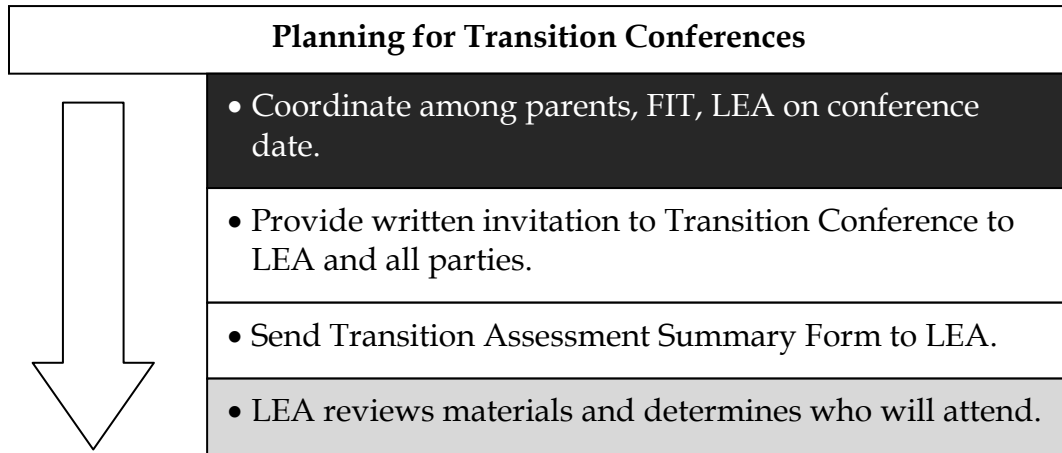 Planning for Transition Conferences
• Coordinate among parents, FIT, LEA on conference
date.
• Provide written invitation to Transition Conference to
LEA and all parties.
• Send Transition Assessment Summary Form to LEA.
• LEA reviews materials and determines who will attend.